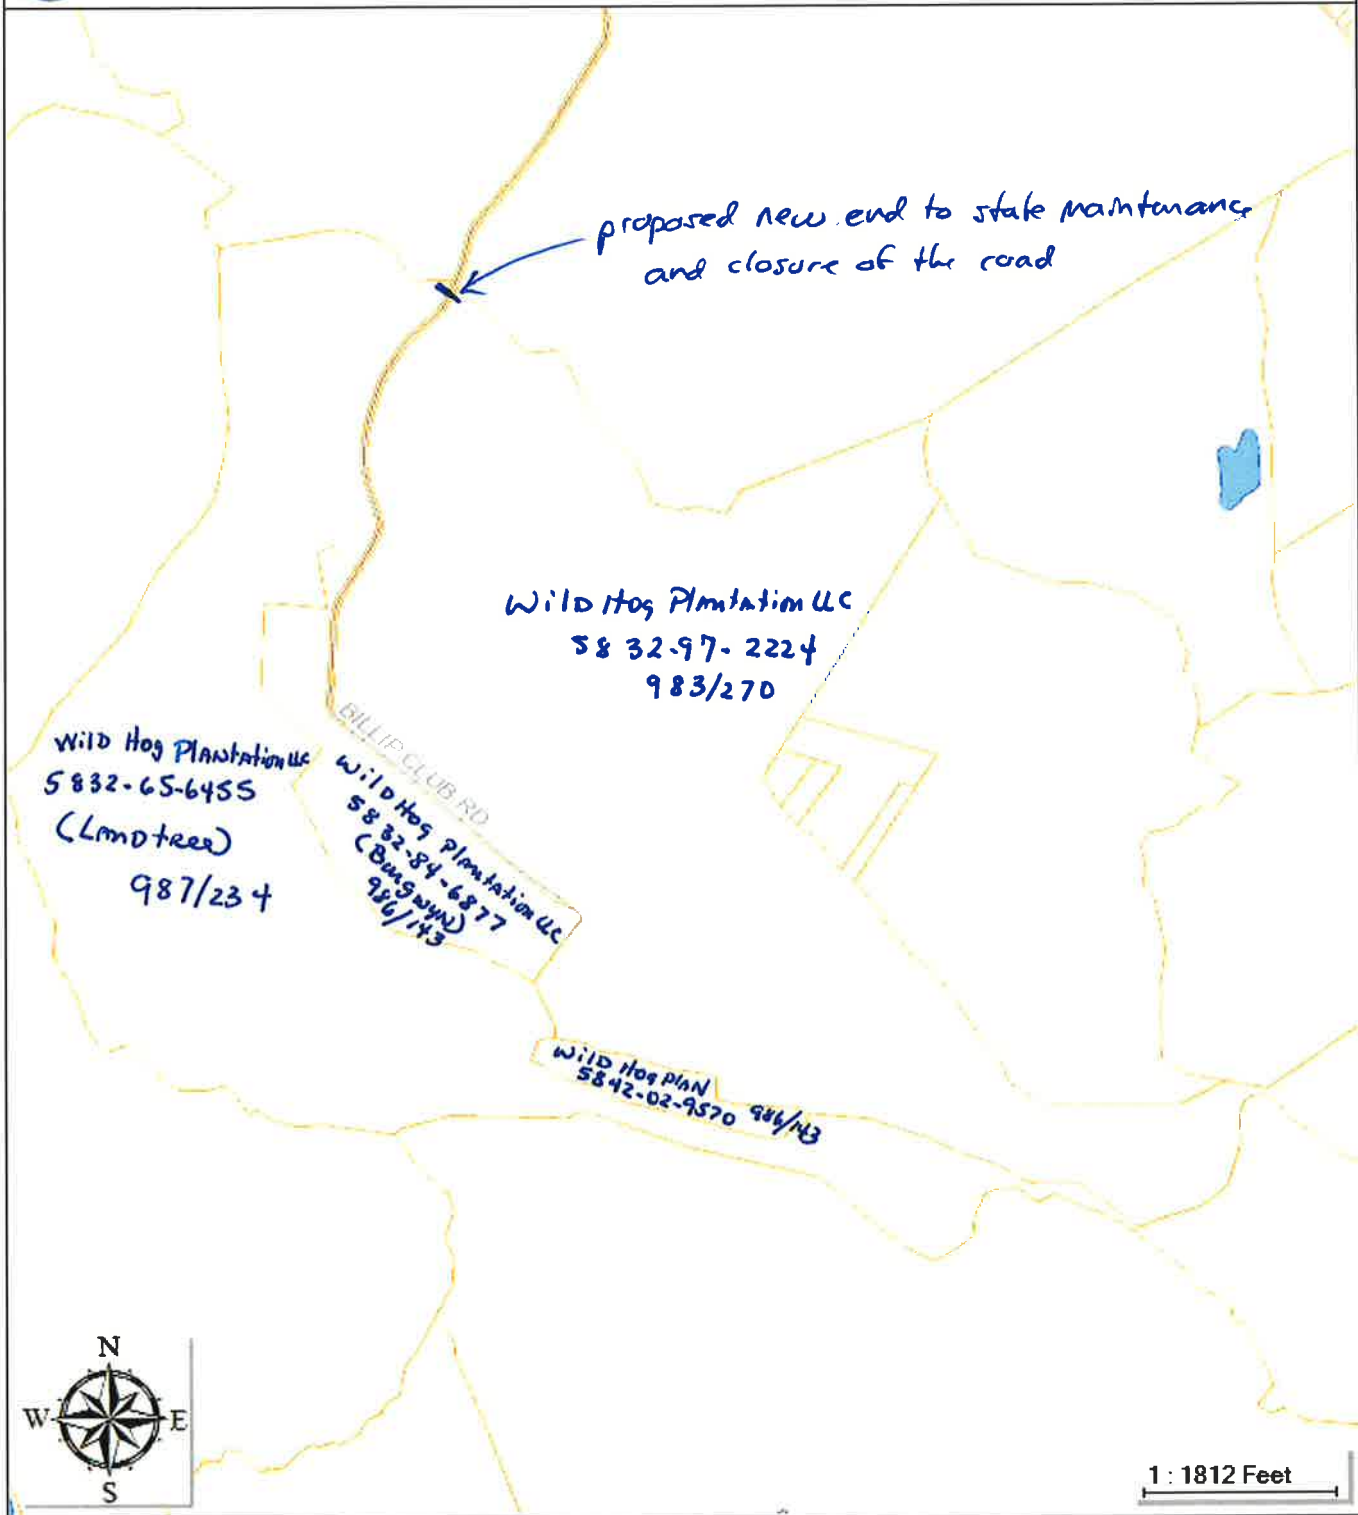 proposed new end to state maintenance
and closure of the road
Wild Hog Plantation LLC
5832-97-2224
983/270
BILLIP CLUB RD
Wild Hog Plantation LLC
5832-65-6455
(Landtree)
987/234
Wild Hog Plantation LLC
5832-84-6877
(Burgwyn)
986/143
Wild Hog Plan
5842-02-9570 986/143
N
W E
S
1 : 1812 Feet